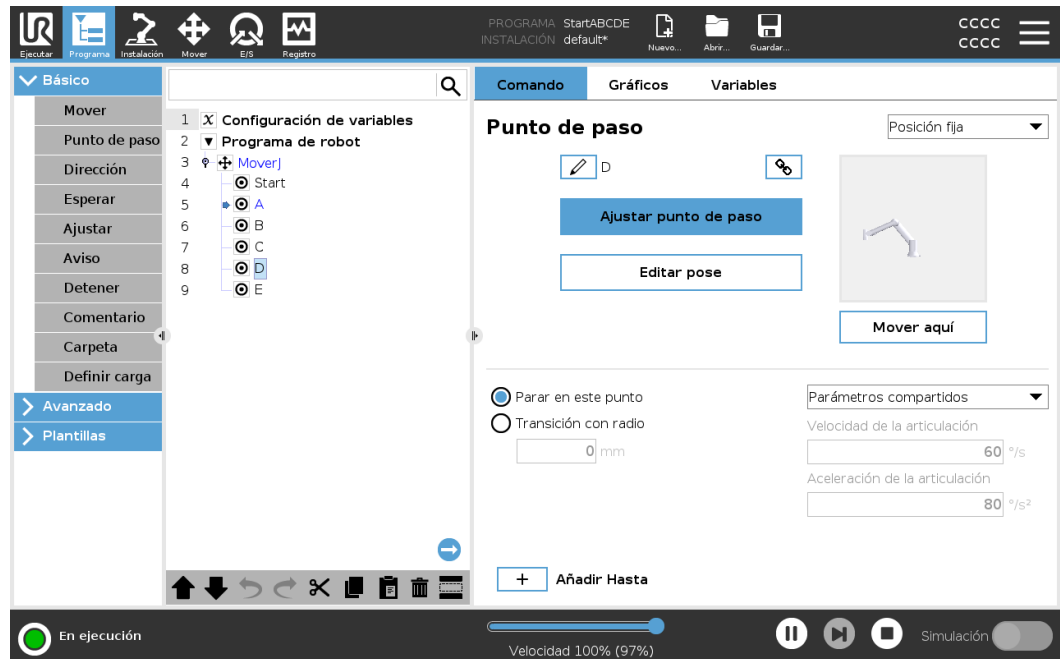 UR
PROGRAMA StartABCDE
INSTALACIÓN default*
CCCC
CCCC
Ejecutar Programa Instalación Mover E/S Registro Nuevo... Abrir... Guardar...
Básico
Mover
Punto de paso
Dirección
Esperar
Ajustar
Aviso
Detener
Comentario
Carpeta
Definir carga
Avanzado
Plantillas
1 X Configuración de variables
2 Programa de robot
3 MoverJ
4 Start
5 A
6 B
7 C
8 D
9 E
Comando Gráficos Variables
Punto de paso
Posición fija
D
Ajustar punto de paso
Editar pose
Mover aquí
Parar en este punto
Transición con radio
0 mm
Parámetros compartidos
Velocidad de la articulación
60 °/s
Aceleración de la articulación
80 °/s²
+ Añadir Hasta
En ejecución
Velocidad 100% (97%)
Simulación